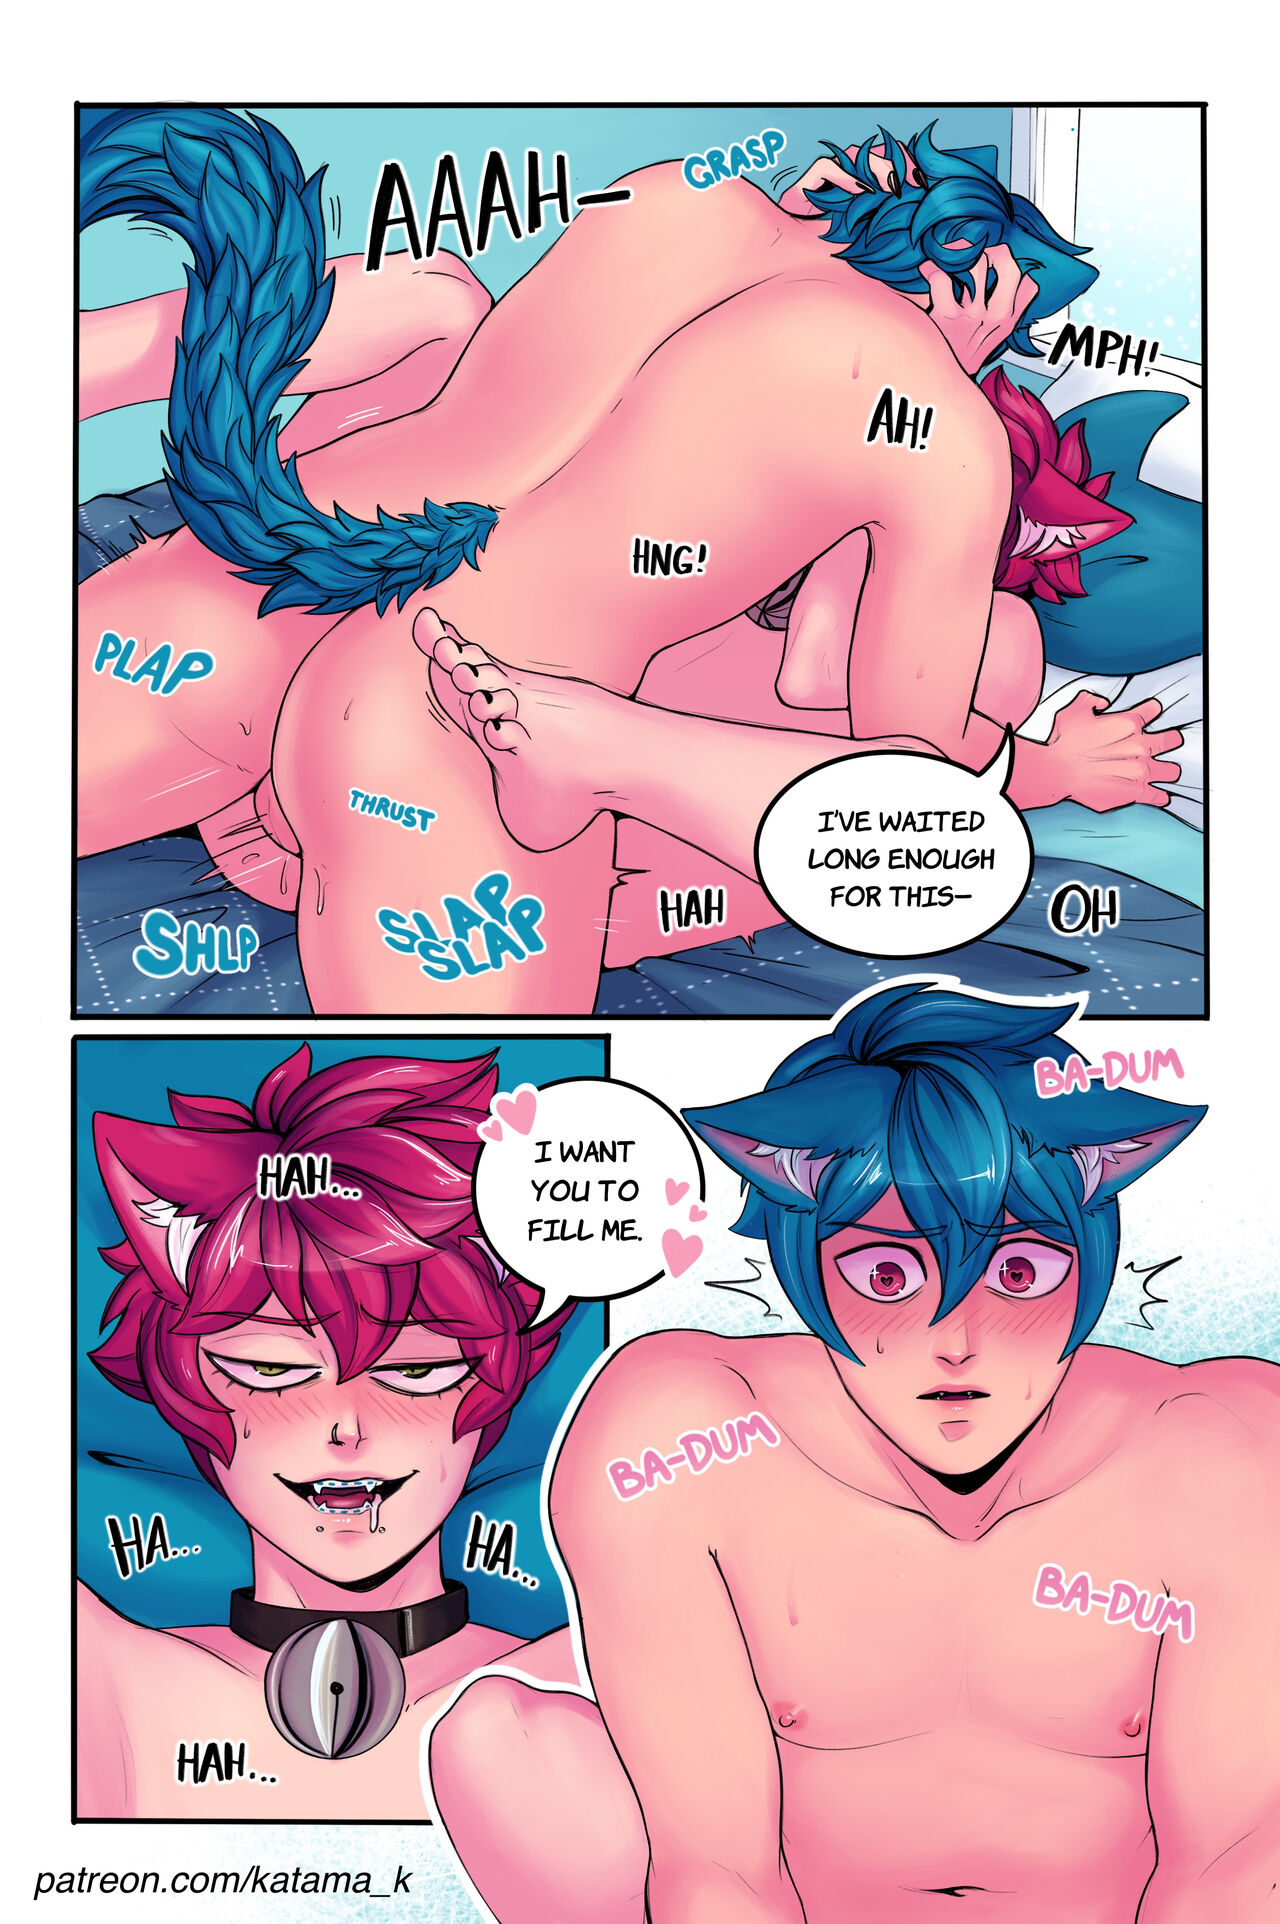 AAAH–
GRASP
MPH!
AH!
HNG!
PLAP
THRUST
SHLP
SLAP
SLAP
HAH
I'VE WAITED
LONG ENOUGH
FOR THIS–
OH
HAH...
I WANT
YOU TO
FILL ME.
HA...
HA...
HAH...
BA-DUM
BA-DUM
BA-DUM
patreon.com/katama_k